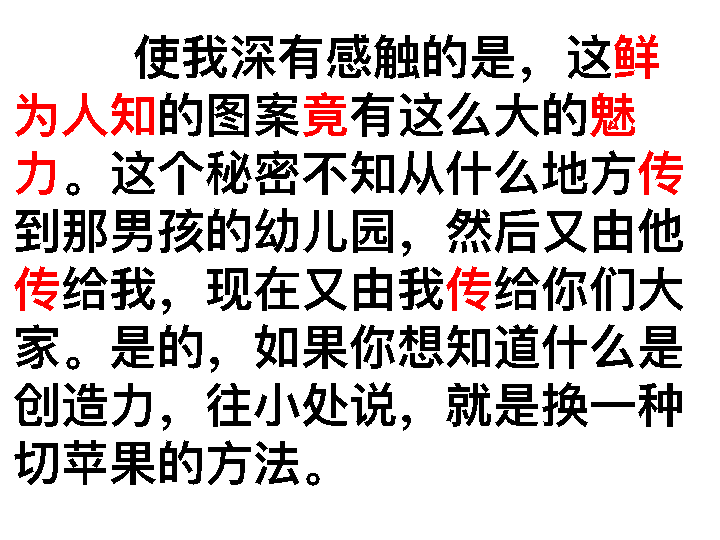 使我深有感触的是，这鲜
为人知的图案竟有这么大的魅
力。这个秘密不知从什么地方传
到那男孩的幼儿园，然后又由他
传给我，现在又由我传给你们大
家。是的，如果你想知道什么是
创造力，往小处说，就是换一种
切苹果的方法。